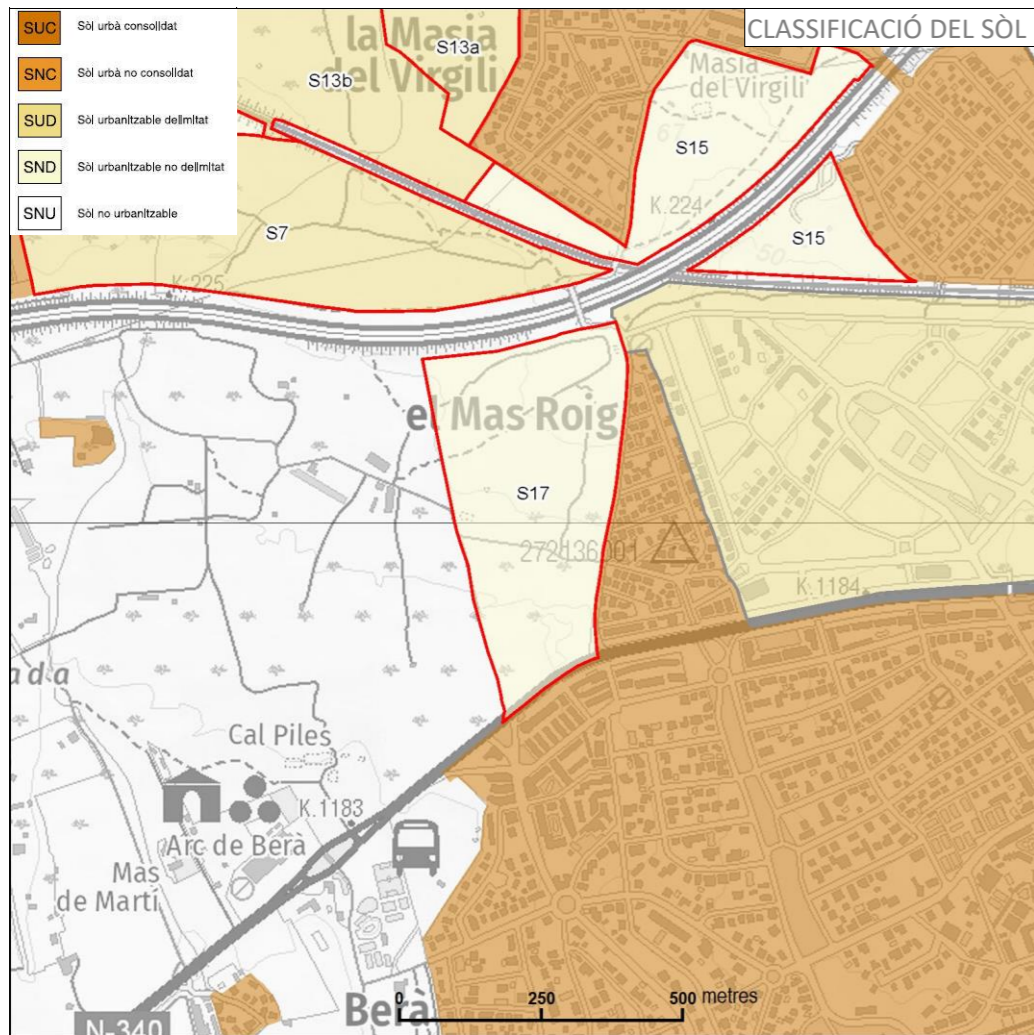 CLASSIFICACIÓ DEL SÒL
SUC Sòl urbà consolidat
SNC Sòl urbà no consolidat
SUD Sòl urbanitzable delimitat
SND Sòl urbanitzable no delimitat
SNU Sòl no urbanitzable
la Masia
del Virgili
S13a
S13b
Masia
del Virgili
67
S15
K.224
S7
S15
50
K.225
el Mas Roig
S17
272136001
K.1184
Cal Piles
K.1183
Arc de Berà
Mas
de Martí
ada
Berà
0 250 500 metres
N-340